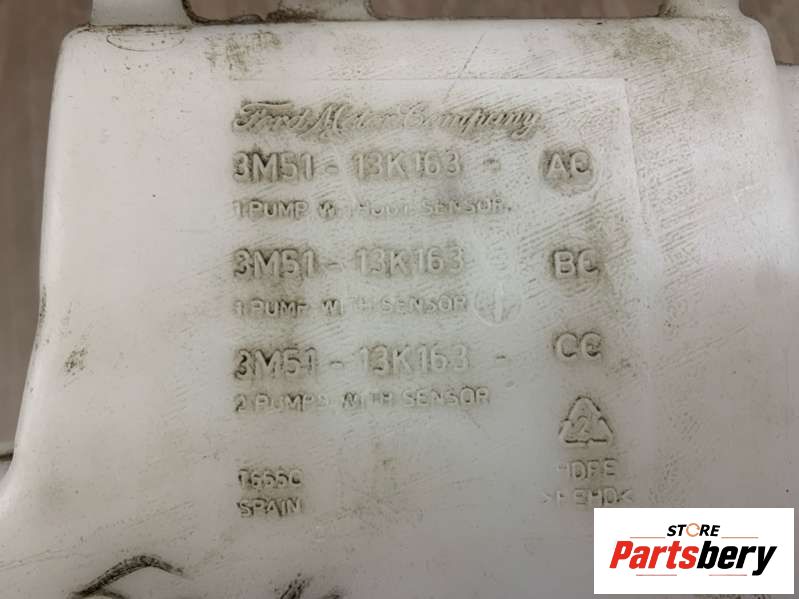 Ford Motor Company
3M51 - 13K163 - AC
1 PUMP WITHOUT SENSOR
3M51 - 13K163 - BC
1 PUMP WITH SENSOR
3M51 - 13K163 - CC
2 PUMPS WITH SENSOR
2
HDPE
SPAIN
STORE
Partsbery